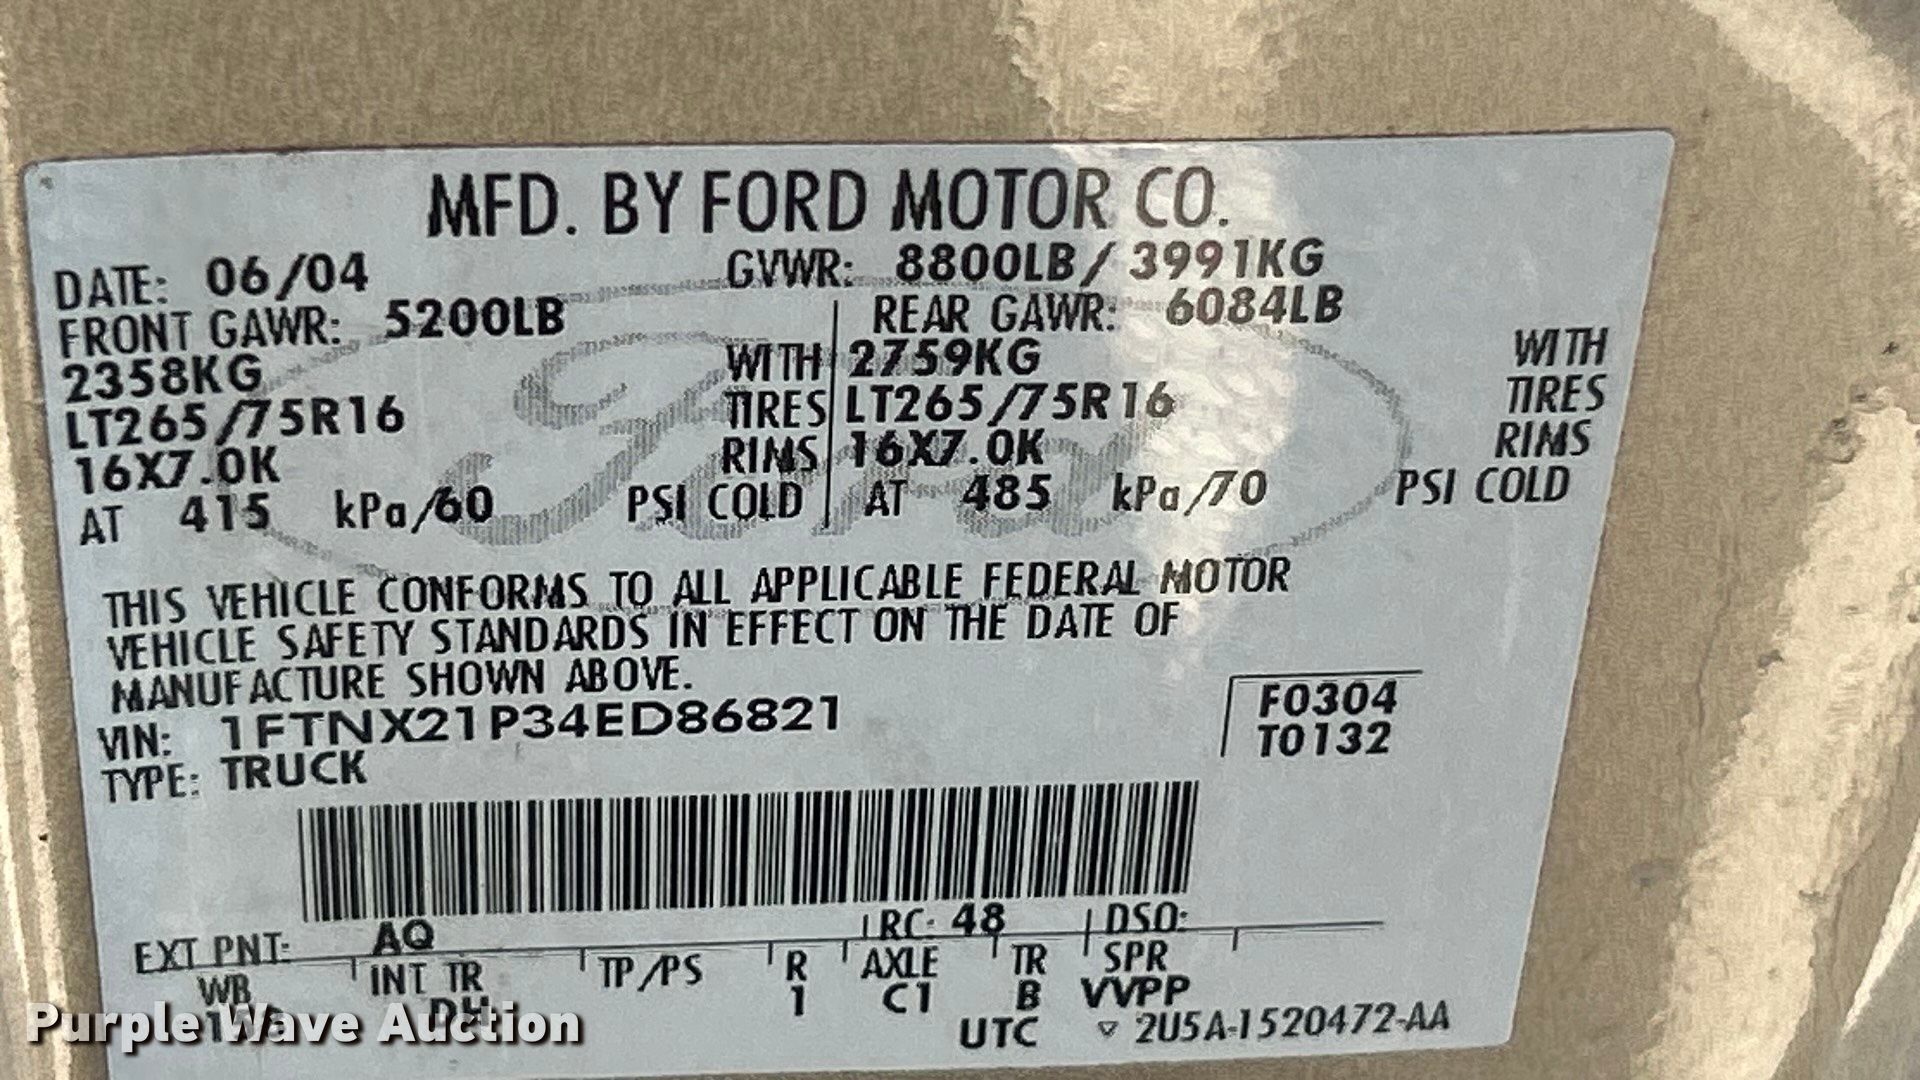 MFD. BY FORD MOTOR CO.
DATE: 06/04 GVWR: 8800LB / 3991KG
FRONT GAWR: 5200LB REAR GAWR: 6084LB
2358KG WITH 2759KG WITH
LT265/75R16 TIRES LT265/75R16 TIRES
16X7.0K RIMS 16X7.0K RIMS
AT 415 kPa/60 PSI COLD AT 485 kPa/70 PSI COLD
THIS VEHICLE CONFORMS TO ALL APPLICABLE FEDERAL MOTOR
VEHICLE SAFETY STANDARDS IN EFFECT ON THE DATE OF
MANUFACTURE SHOWN ABOVE.
VIN: 1FTNX21P34ED86821 F0304
TYPE: TRUCK T0132
EXT PNT: AQ RC: 48 DSO:
WB INT TR TP/PS R AXLE TR SPR
DH 1 C1 B VVPP
UTC ▽ 2U5A-1520472-AA
Ford
Purple Wave Auction